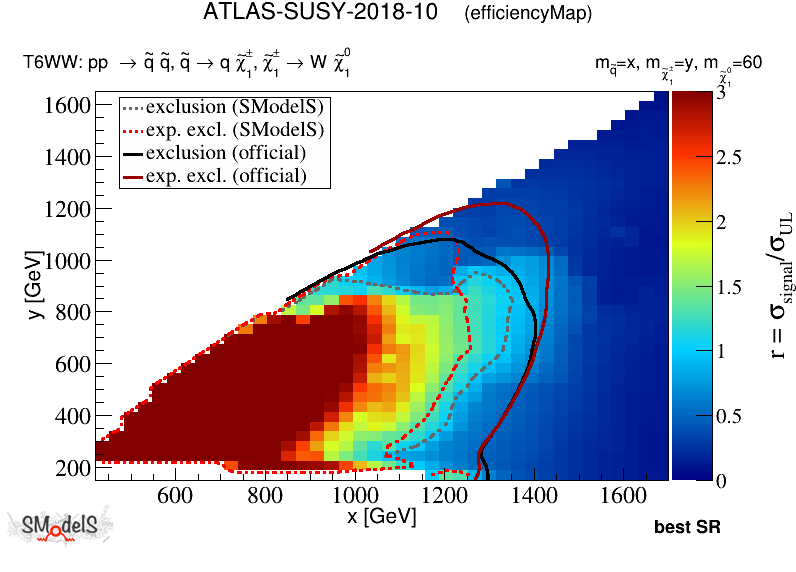 ATLAS-SUSY-2018-10 (efficiencyMap)
T6WW: pp → q̃ q̃, q̃ → q χ̃₁±, χ̃₁± → W χ̃₁⁰
m_q̃=x, m_χ̃₁±=y, m_χ̃₁⁰=60
exclusion (SModelS)
exp. excl. (SModelS)
exclusion (official)
exp. excl. (official)
1600
1400
1200
1000
800
600
400
200
y [GeV]
600 800 1000 1200 1400 1600
x [GeV]
3
2.5
2
1.5
1
0.5
0
r = σ_signal/σ_UL
SModelS
best SR